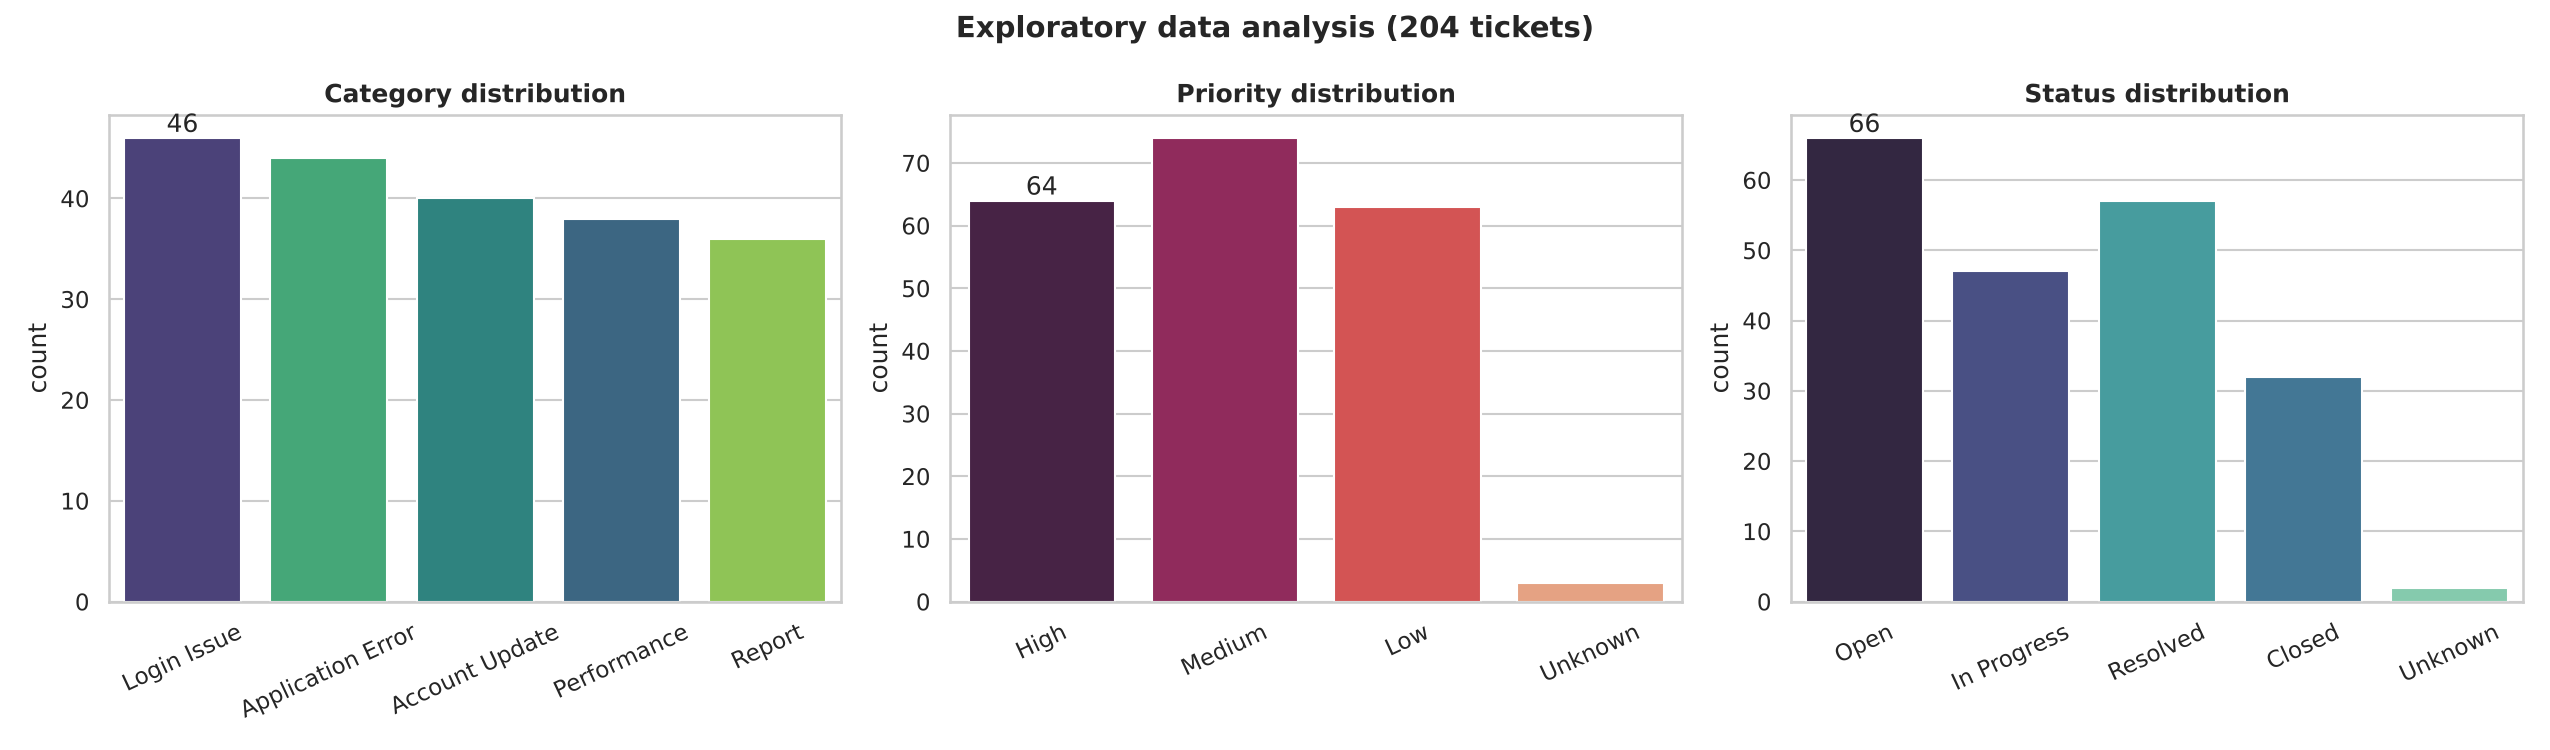 Exploratory data analysis (204 tickets)
Category distribution
46
40
30
20
10
0
count
Login Issue
Application Error
Account Update
Performance
Report
Priority distribution
64
70
60
50
40
30
20
10
0
count
High
Medium
Low
Unknown
Status distribution
66
60
50
40
30
20
10
0
count
Open
In Progress
Resolved
Closed
Unknown